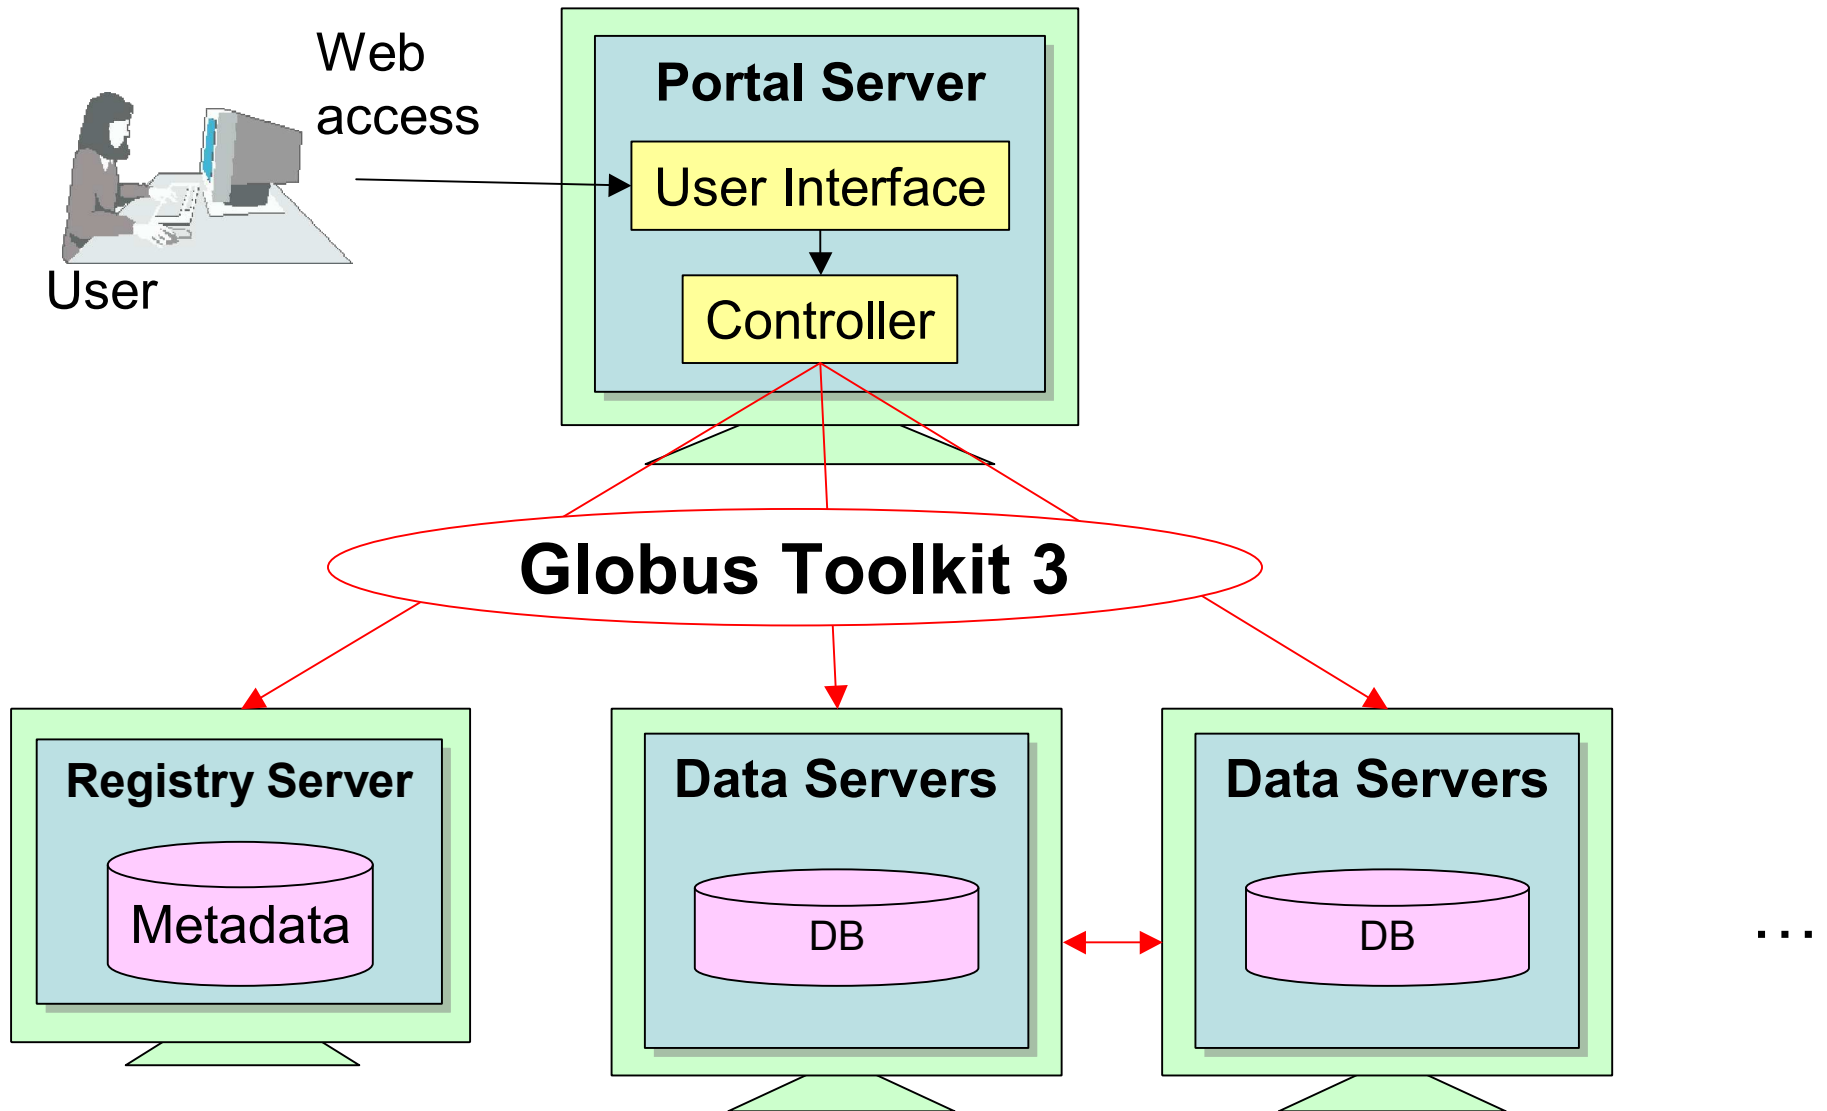 Web
access
User
Portal Server
User Interface
Controller
Globus Toolkit 3
Registry Server
Metadata
Data Servers
DB
Data Servers
DB
...